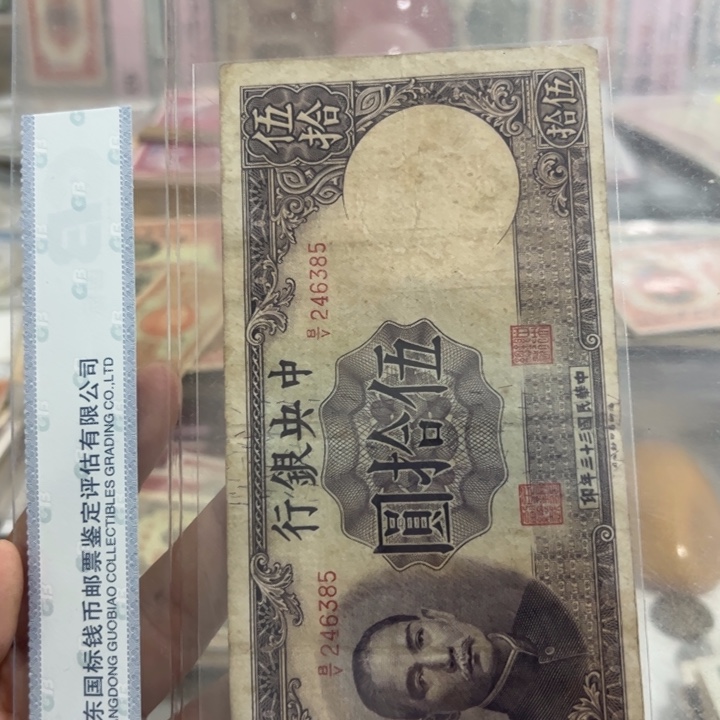 东国标钱币邮票鉴定评估有限公司
NGDONG GUOBIAO COLLECTIBLES GRADING CO.,LTD
中央銀行
伍拾
伍拾
B/V 246385
B/V 246385
伍拾圓
中華民國三十三年印